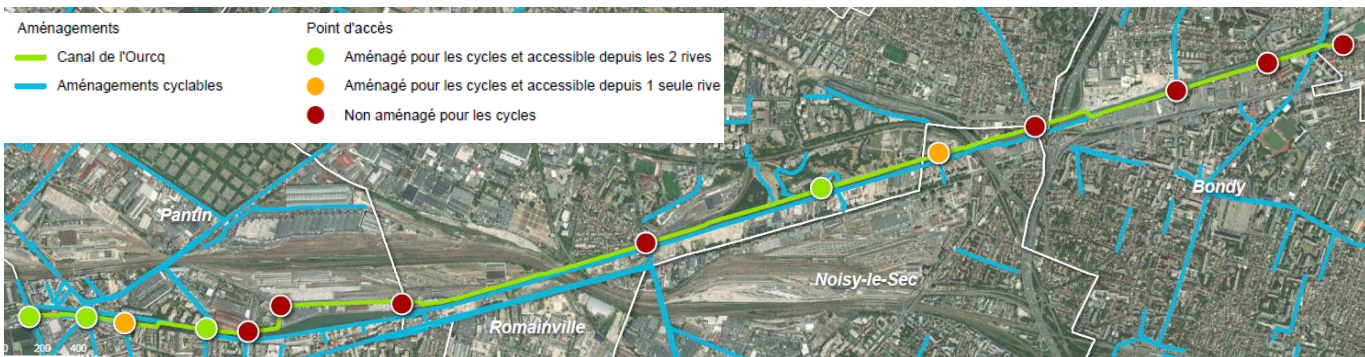 Aménagements
Canal de l'Ourcq
Aménagements cyclables
Point d'accès
Aménagé pour les cycles et accessible depuis les 2 rives
Aménagé pour les cycles et accessible depuis 1 seule rive
Non aménagé pour les cycles
Pantin
Bondy
Noisy-le-Sec
Romainville
0 200 400